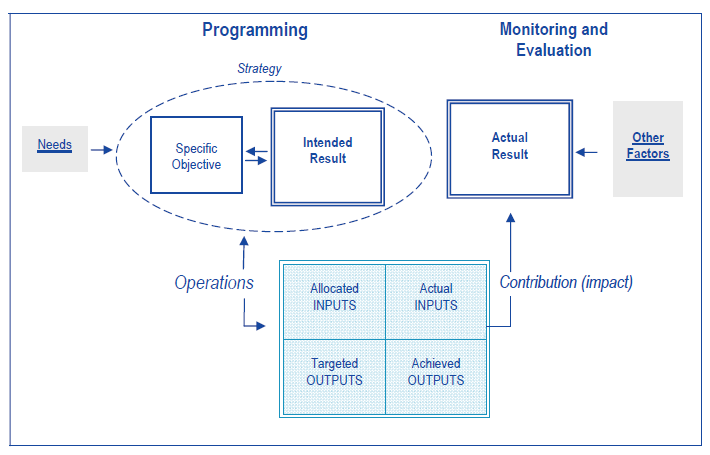 Programming
Monitoring and
Evaluation
Strategy
Needs
Specific
Objective
Intended
Result
Actual
Result
Other
Factors
Operations
Contribution (impact)
Allocated
INPUTS
Actual
INPUTS
Targeted
OUTPUTS
Achieved
OUTPUTS